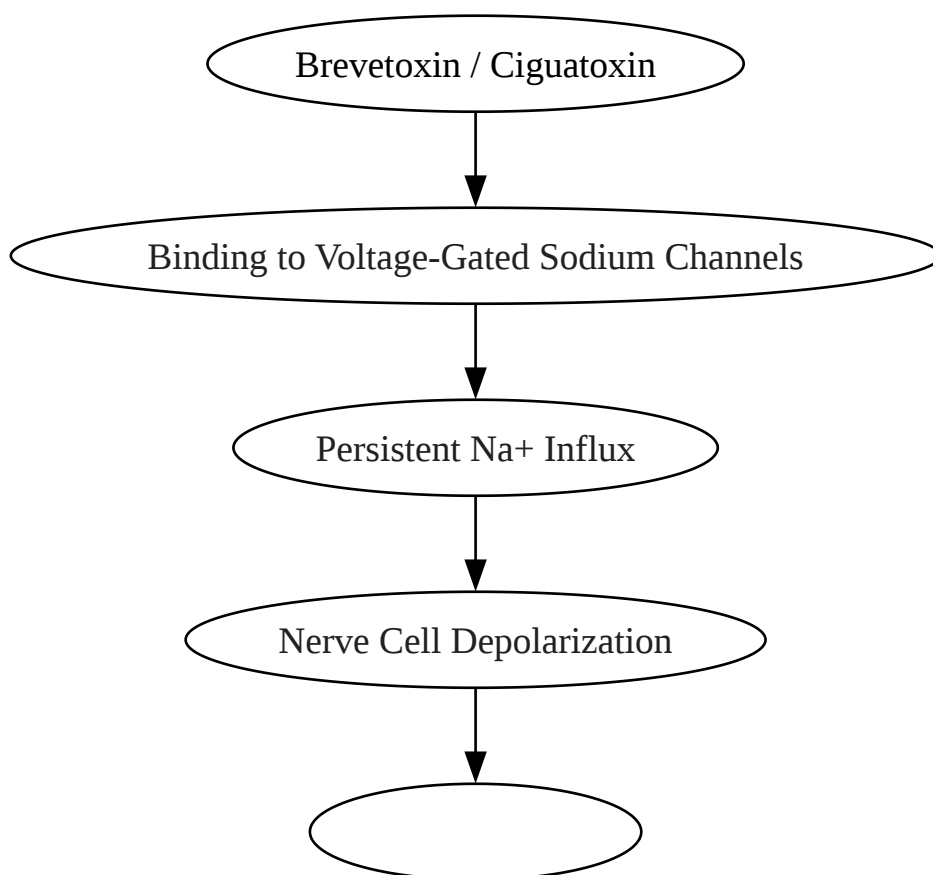 Brevetoxin / Ciguatoxin
Binding to Voltage-Gated Sodium Channels
Persistent Na+ Influx
Nerve Cell Depolarization